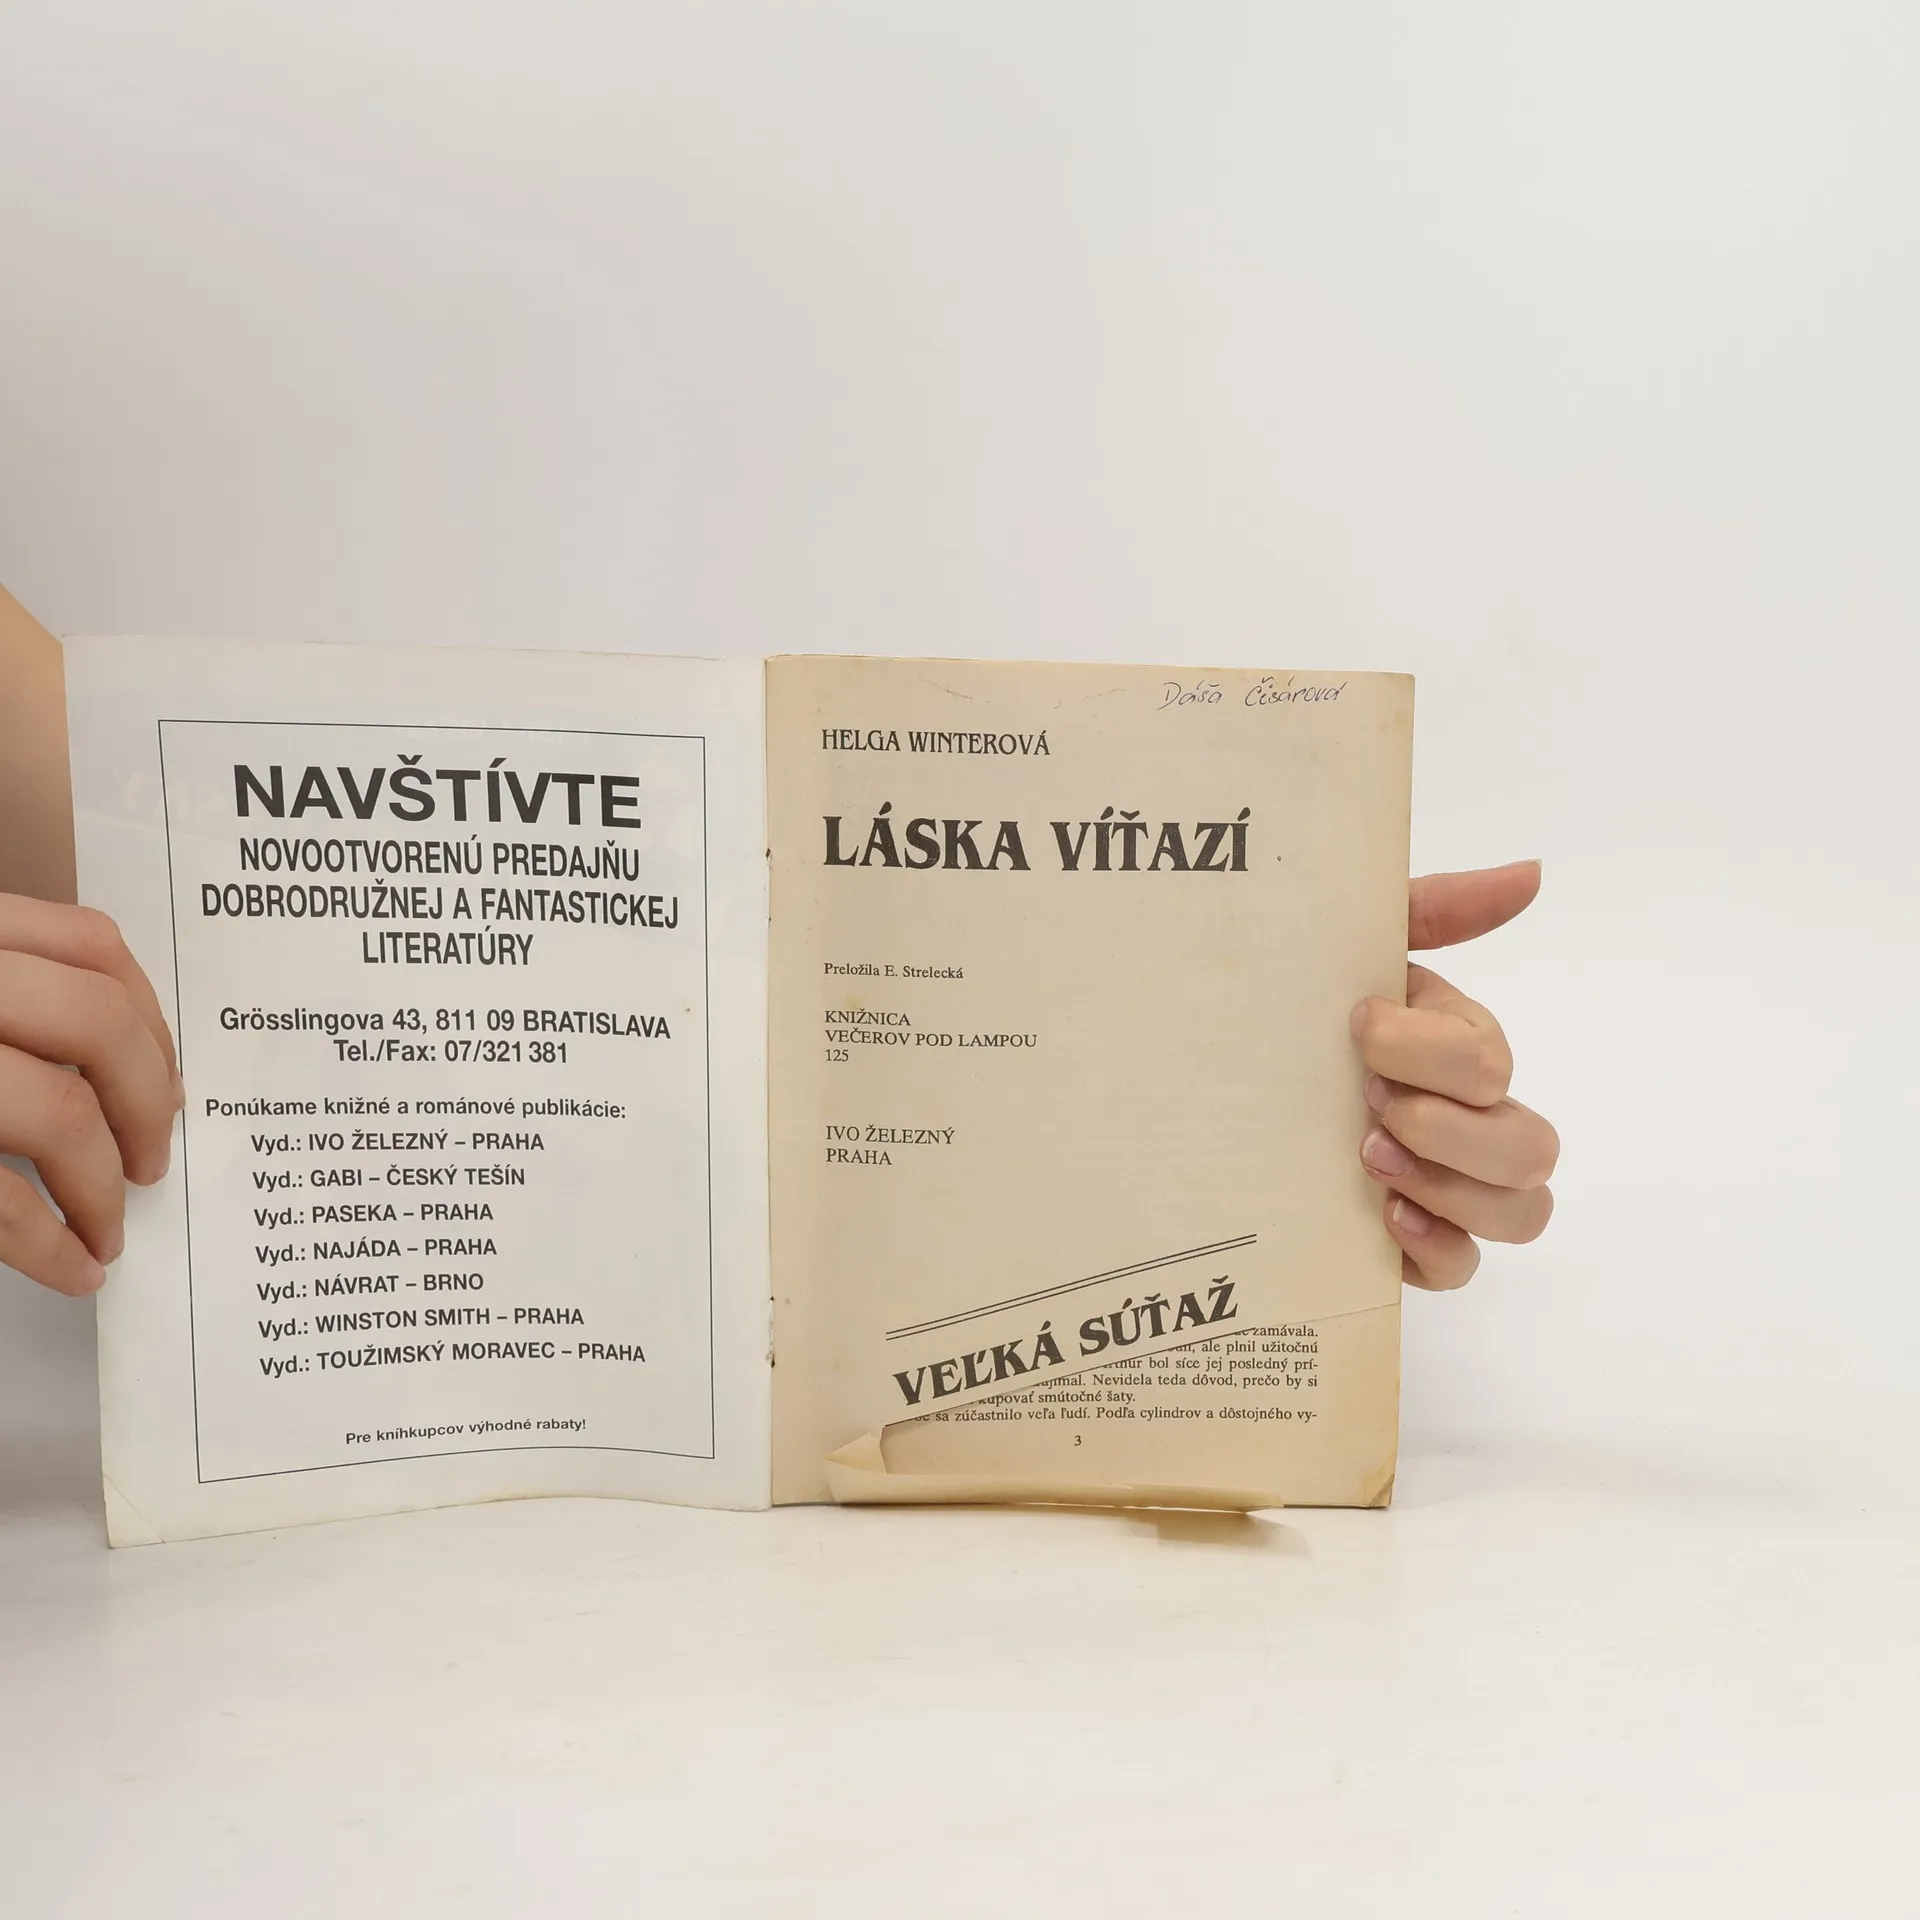 NAVŠTÍVTE
NOVOOTVORENÚ PREDAJŇU
DOBRODRUŽNEJ A FANTASTICKEJ
LITERATÚRY
Grösslingova 43, 811 09 BRATISLAVA
Tel./Fax: 07/321 381
Ponúkame knižné a románové publikácie:
Vyd.: IVO ŽELEZNÝ – PRAHA
Vyd.: GABI – ČESKÝ TEŠÍN
Vyd.: PASEKA – PRAHA
Vyd.: NAJÁDA – PRAHA
Vyd.: NÁVRAT – BRNO
Vyd.: WINSTON SMITH – PRAHA
Vyd.: TOUŽIMSKÝ MORAVEC – PRAHA
Pre kníhkupcov výhodné rabaty!
Dáša Čisárová
HELGA WINTEROVÁ
LÁSKA VÍŤAZÍ
Preložila E. Strelecká
KNIŽNICA
VEČEROV POD LAMPOU
125
IVO ŽELEZNÝ
PRAHA
VEĽKÁ SÚŤAŽ
zamávala.
ale plnil užitočnú
bol síce jej posledný prí-
Nevidela teda dôvod, prečo by si
kupovať smútočné šaty.
sa zúčastnilo veľa ľudí. Podľa cylindrov a dôstojného vy-
3